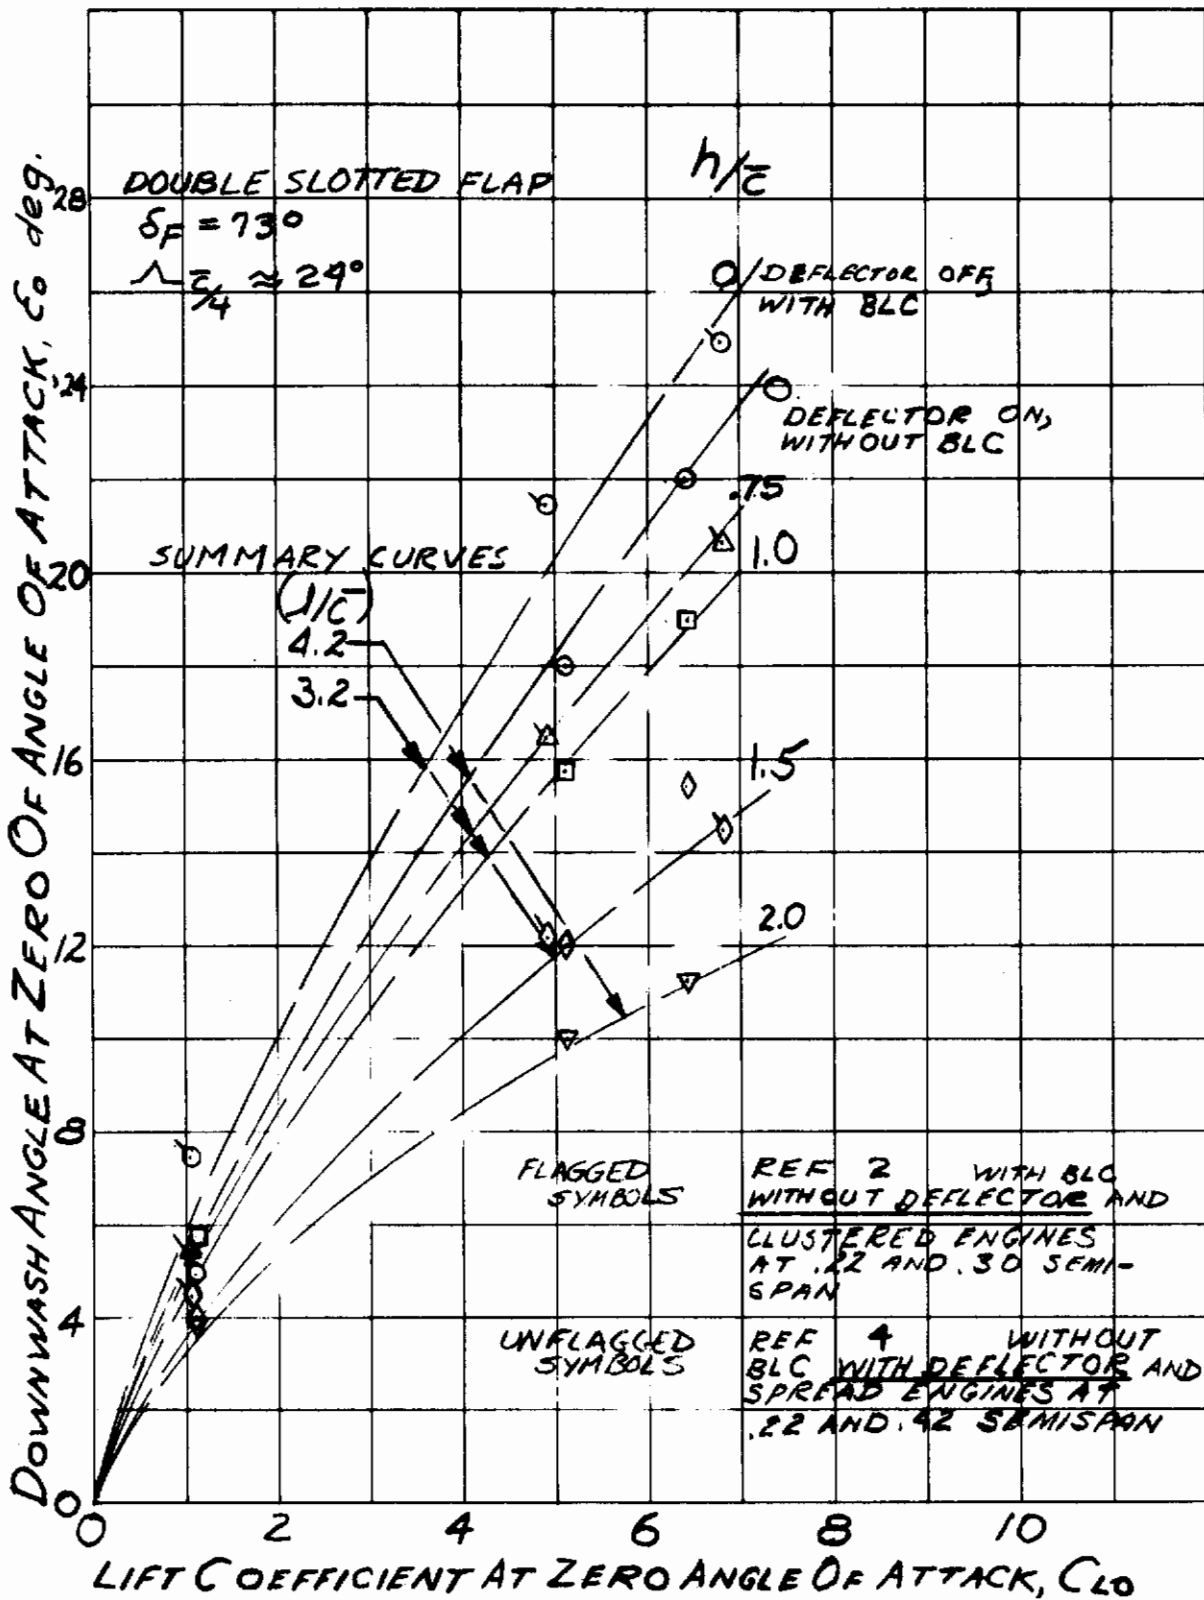 h/c̄
DOUBLE SLOTTED FLAP
δF = 73°
Λ c̄/4 ≈ 24°
O/DEFLECTOR OFF,
WITH BLC
O
DEFLECTOR ON,
WITHOUT BLC
.75
1.0
SUMMARY CURVES
(l/c̄)
4.2
3.2
1.5
2.0
FLAGGED
SYMBOLS
REF 2 WITH BLC
WITHOUT DEFLECTOR AND
CLUSTERED ENGINES
AT .22 AND .30 SEMI-
SPAN
UNFLAGGED
SYMBOLS
REF 4 WITHOUT
BLC WITH DEFLECTOR AND
SPREAD ENGINES AT
.22 AND .42 SEMISPAN
DOWNWASH ANGLE AT ZERO OF ANGLE OF ATTACK, ε0 deg.
28
24
20
16
12
8
4
0
0 2 4 6 8 10
LIFT COEFFICIENT AT ZERO ANGLE OF ATTACK, CL0